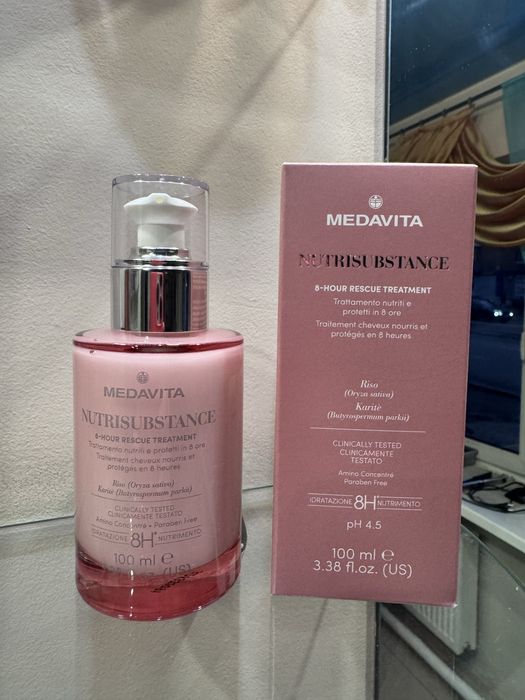 MEDAVITA
NUTRISUBSTANCE
8-HOUR RESCUE TREATMENT
Trattamento nutriti e protetti in 8 ore
Traitement cheveux nourris et
protégés en 8 heures
Riso (Oryza sativa)
Karitè (Butyrospermum parkii)
CLINICALLY TESTED
CLINICAMENTE TESTATO
Amino Concentré • Paraben Free
IDRATAZIONE 8H* NUTRIMENTO
100 ml ℮
(US)
MEDAVITA
NUTRISUBSTANCE
8-HOUR RESCUE TREATMENT
Trattamento nutriti e
protetti in 8 ore
Traitement cheveux nourris et
protégés en 8 heures
Riso
(Oryza sativa)
Karitè
(Butyrospermum parkii)
CLINICALLY TESTED
CLINICAMENTE
TESTATO
Amino Concentré
Paraben Free
IDRATAZIONE 8H* NUTRIMENTO
pH 4.5
100 ml ℮
3.38 fl.oz. (US)